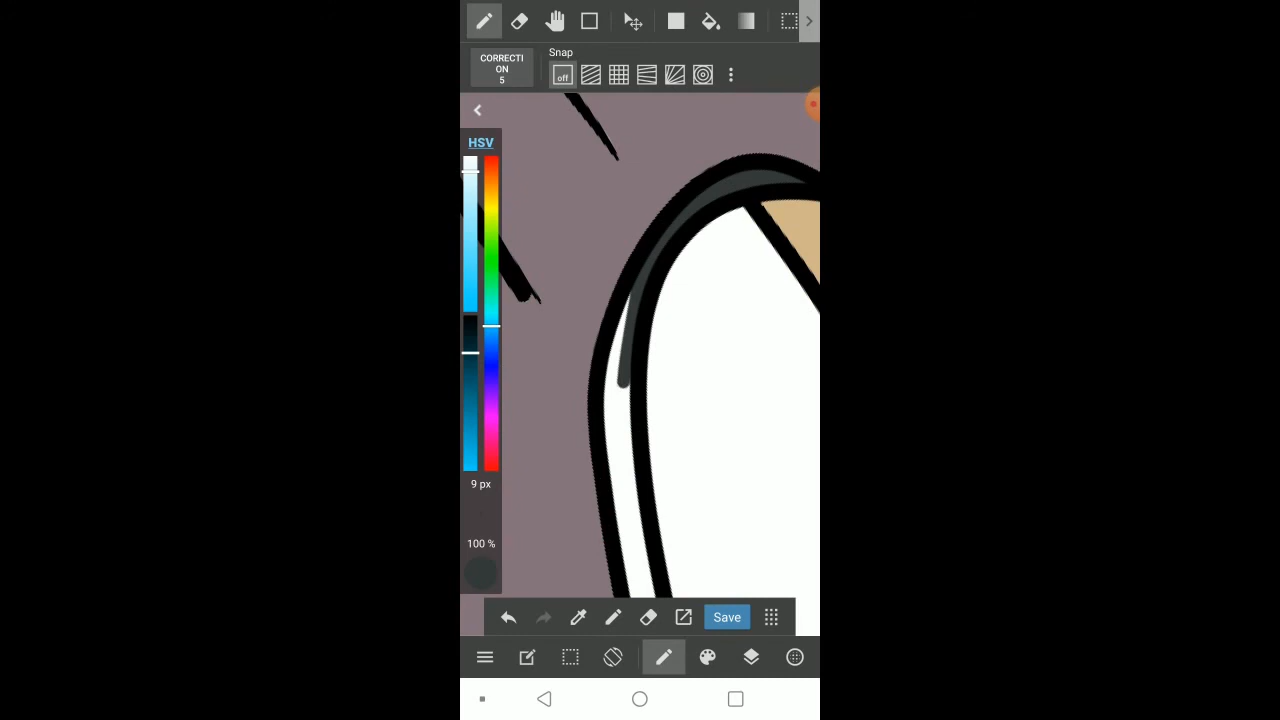 CORRECTI
ON
5
Snap
off
HSV
9 px
100 %
Save